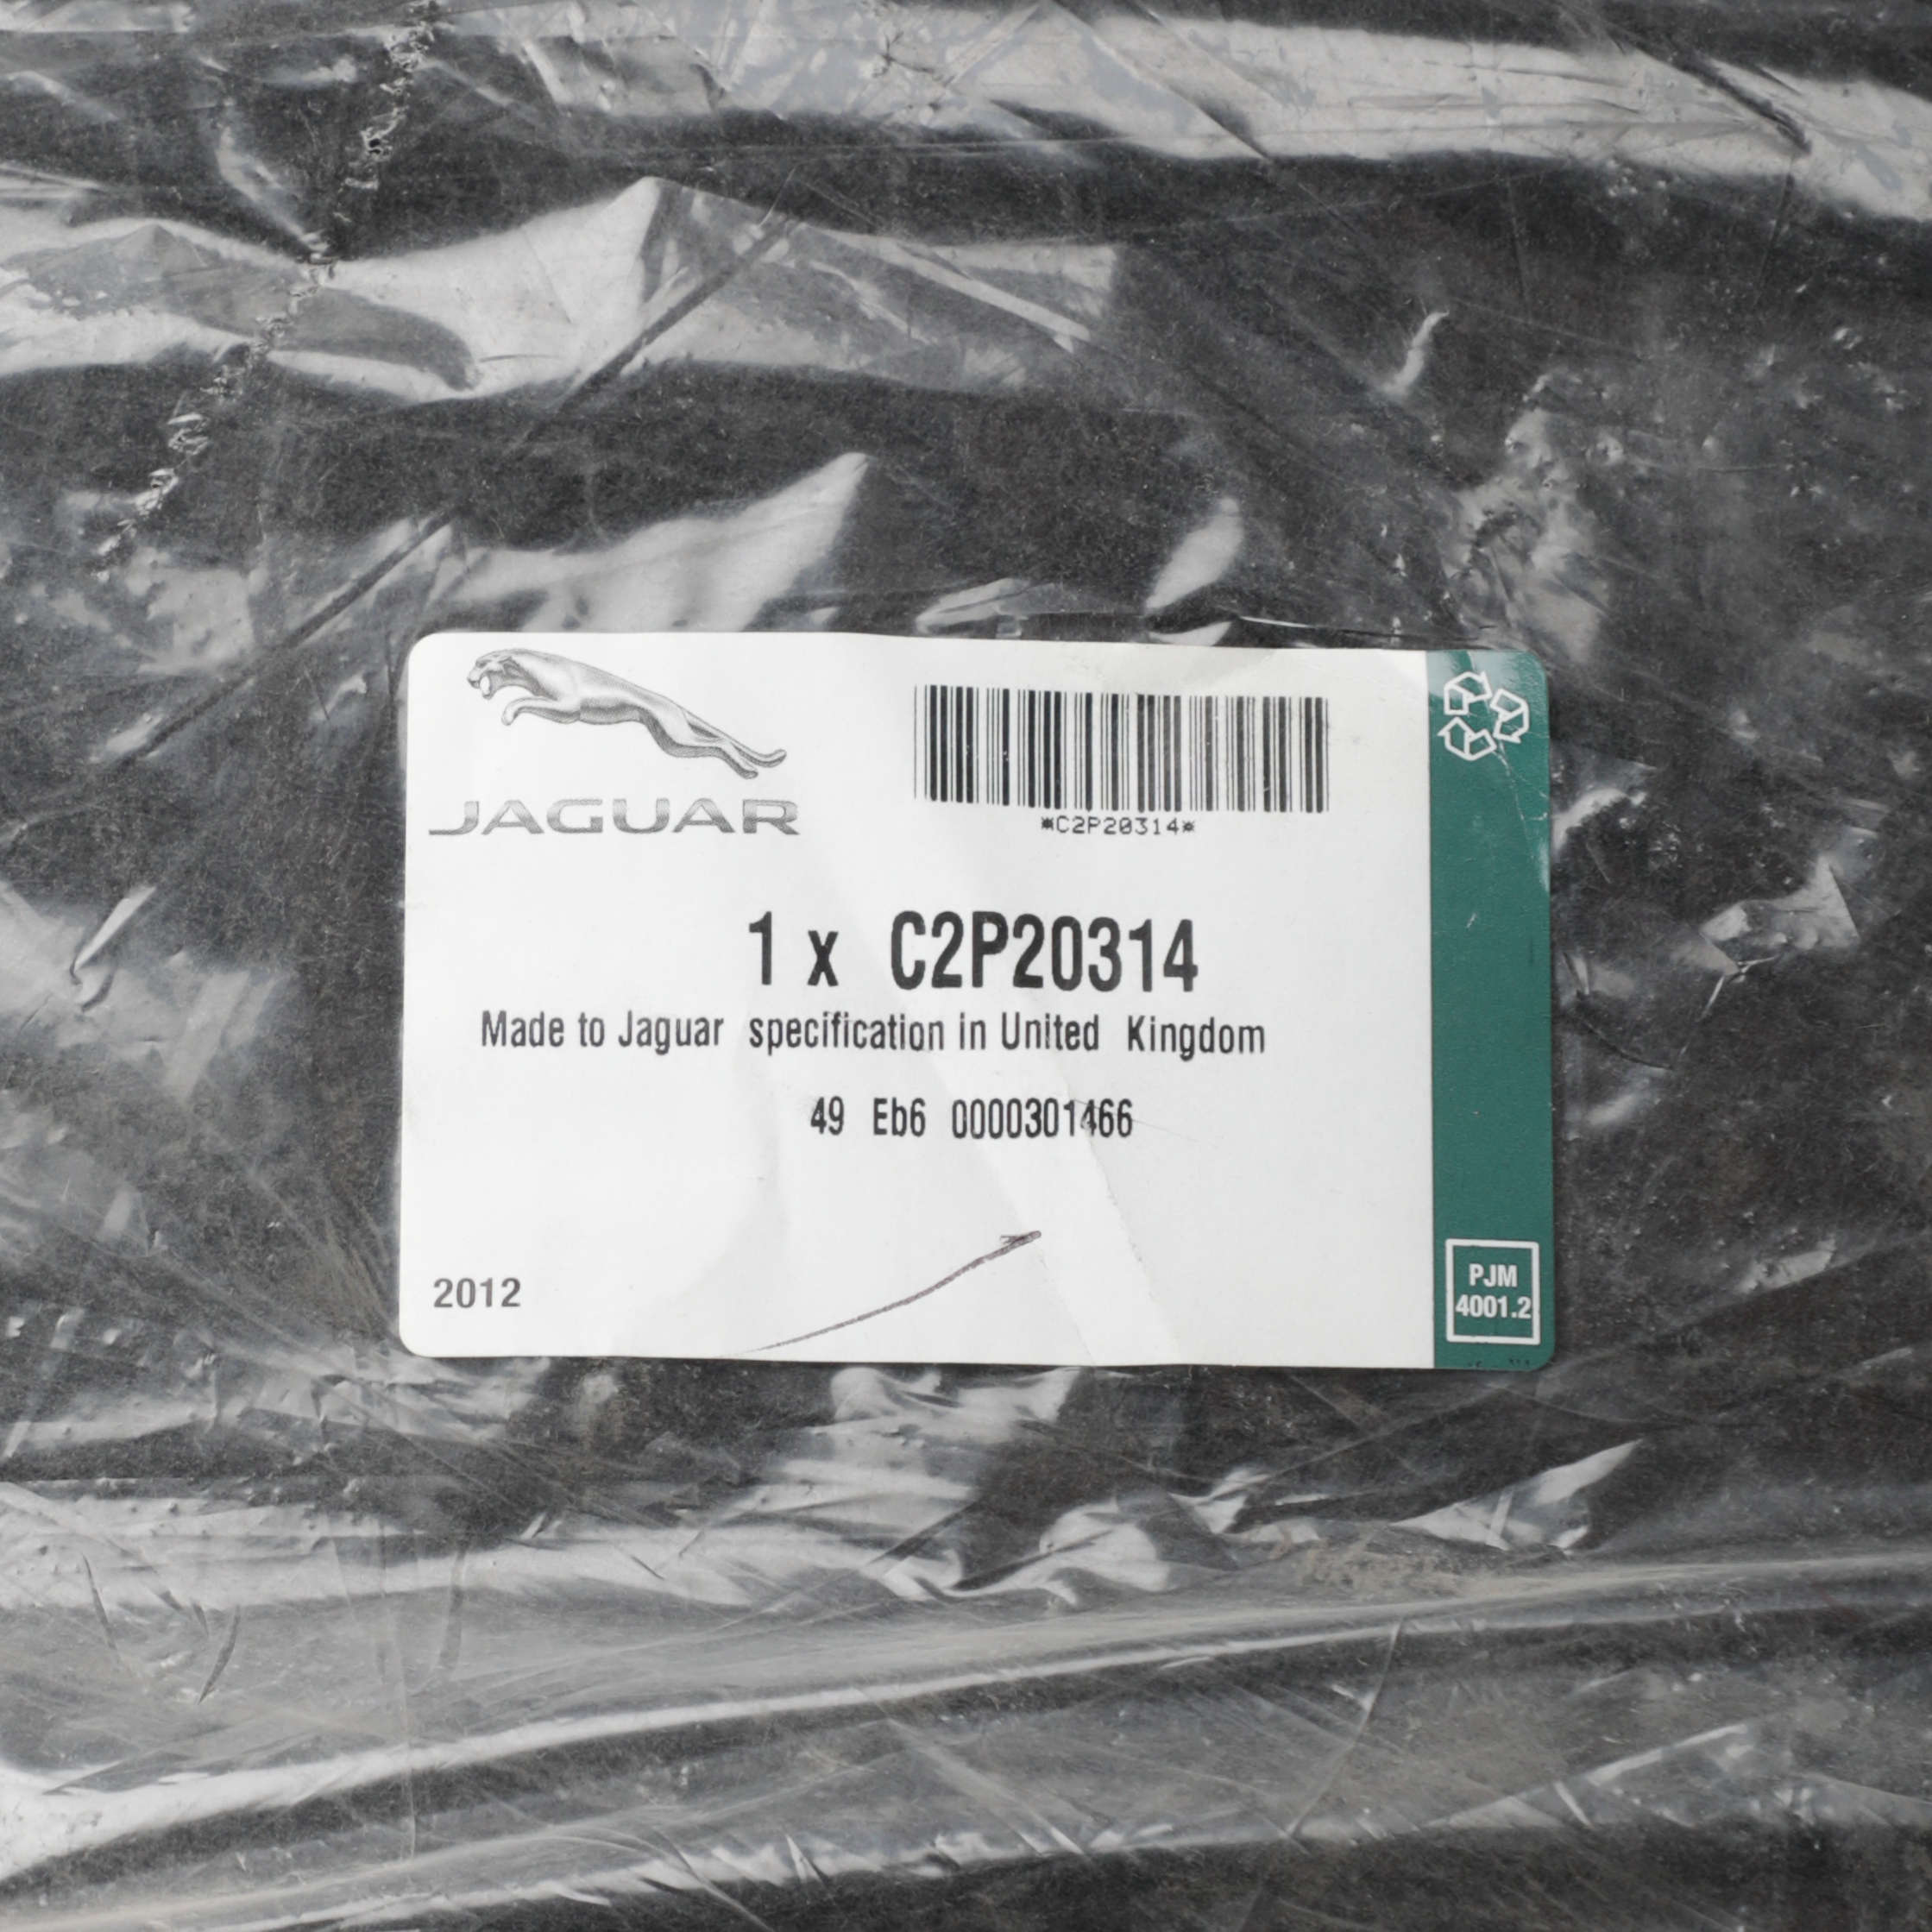 JAGUAR
*C2P20314*
1 x C2P20314
Made to Jaguar specification in United Kingdom
49 Eb6 0000301466
2012
PJM
4001.2